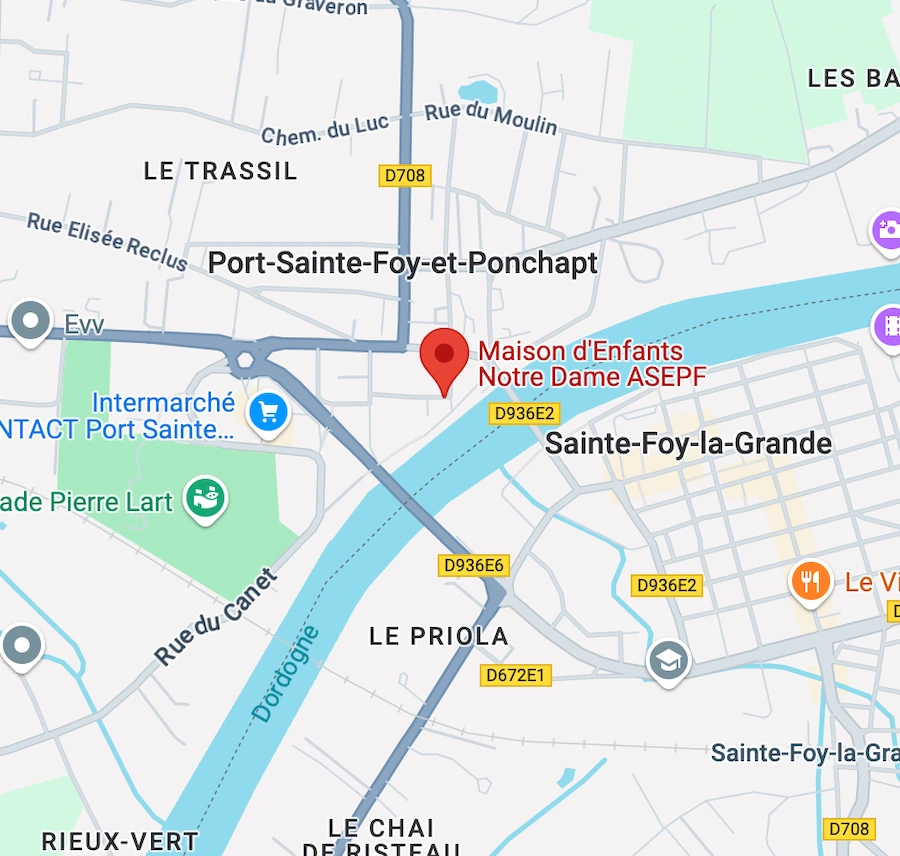 du Graveron
LES BA
Chem. du Luc
Rue du Moulin
LE TRASSIL
D708
Rue Elisée Reclus
Port-Sainte-Foy-et-Ponchapt
Evv
Maison d'Enfants
Notre Dame ASEPF
Intermarché
NTACT Port Sainte...
D936E2
Sainte-Foy-la-Grande
ade Pierre Lart
D936E6
D936E2
Le Vi
D
Rue du Canet
LE PRIOLA
Dordogne
D672E1
Sainte-Foy-la-Gra
RIEUX-VERT
LE CHAI
DE RISTEAU
D708